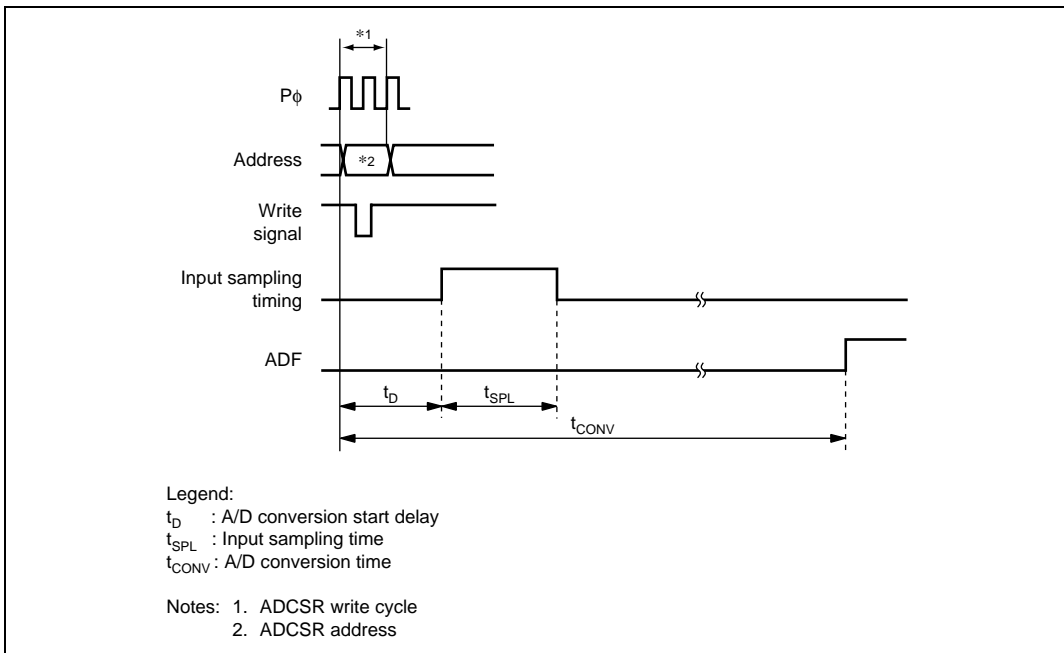 *1
Pϕ
Address
*2
Write
signal
Input sampling
timing
ADF
tD
tSPL
tCONV
Legend:
tD : A/D conversion start delay
tSPL : Input sampling time
tCONV : A/D conversion time
Notes: 1. ADCSR write cycle
2. ADCSR address